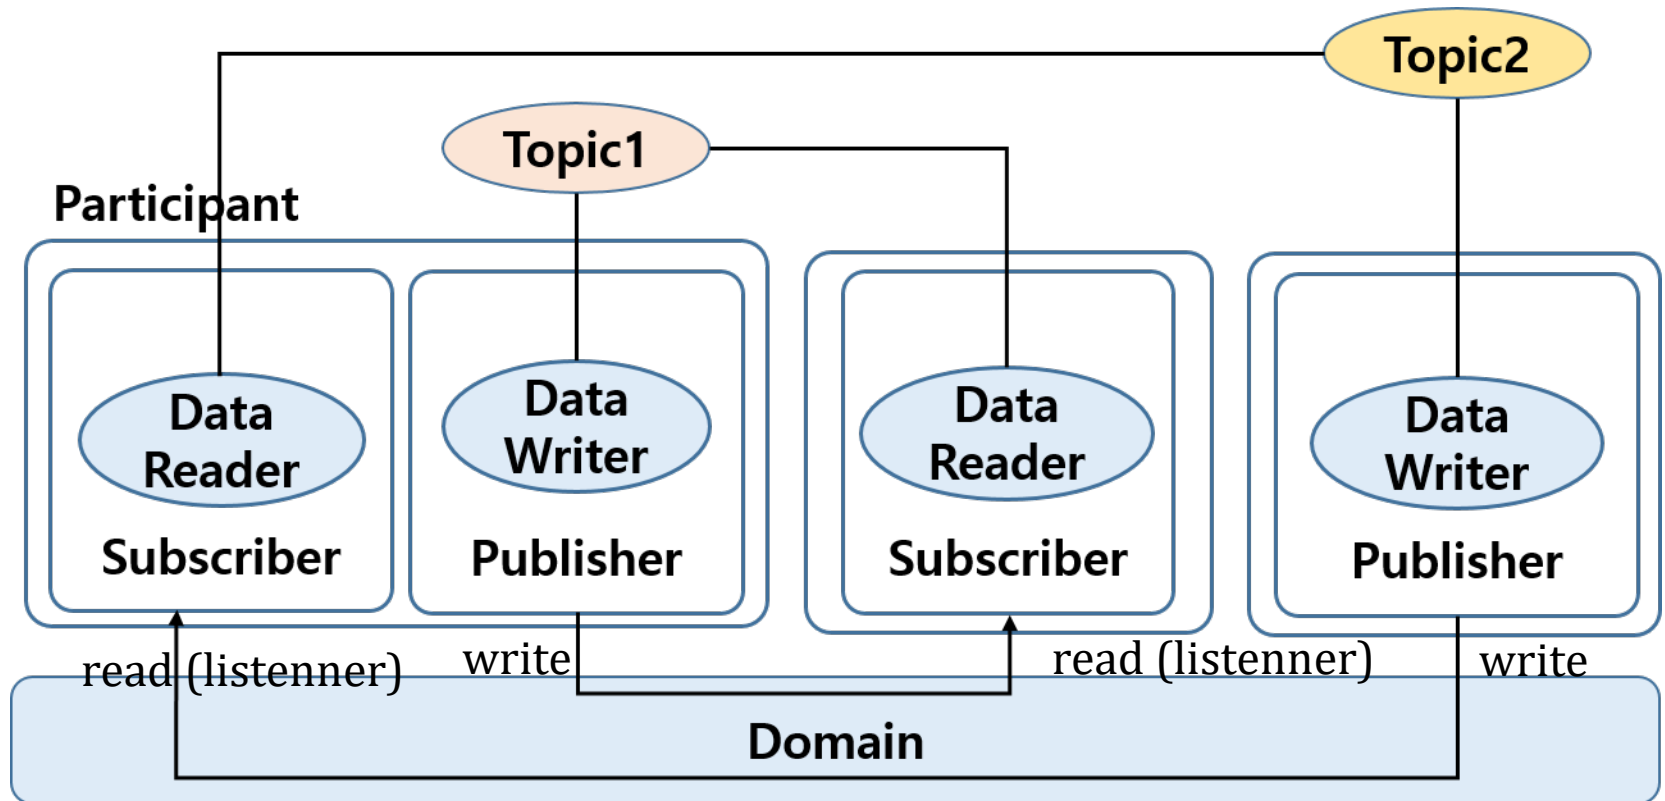 Topic2
Topic1
Participant
Data
Reader
Subscriber
Data
Writer
Publisher
Data
Reader
Subscriber
Data
Writer
Publisher
read (listenner)
write
read (listenner)
write
Domain